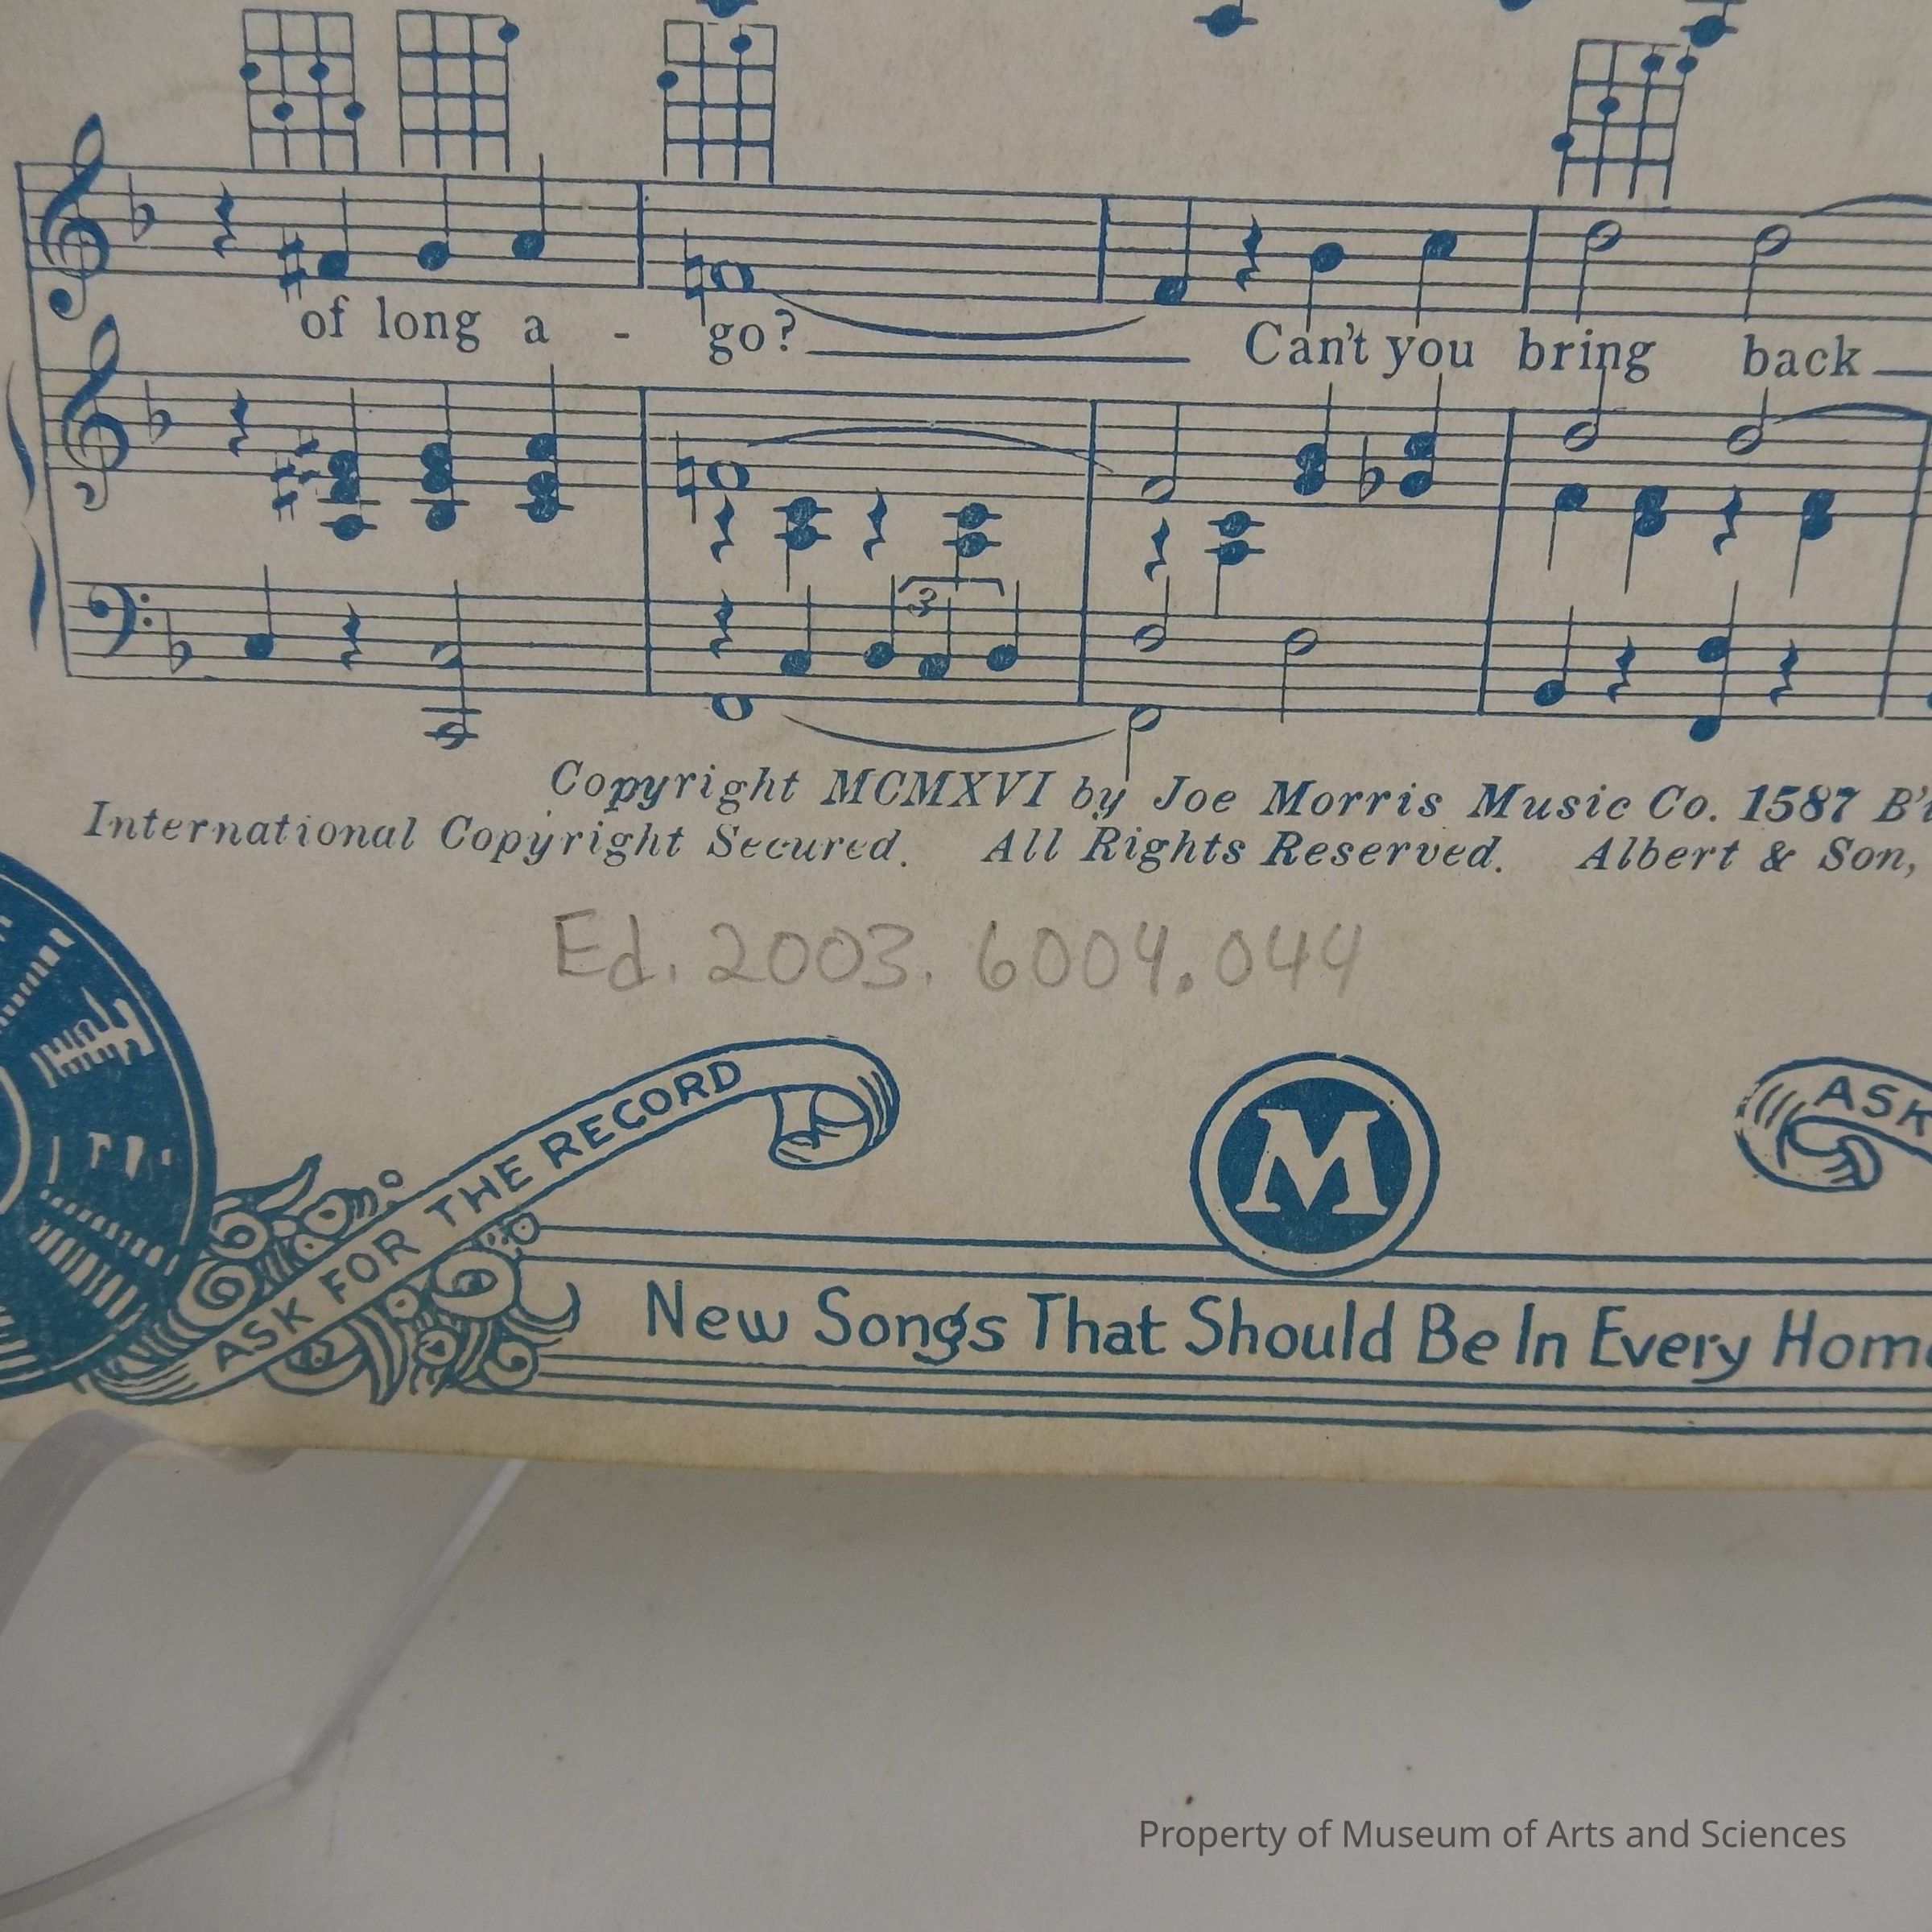 of long a - go? Can't you bring back
3
Copyright MCMXVI by Joe Morris Music Co. 1587
International Copyright Secured. All Rights Reserved. Albert & Son,
Ed. 2003. 6004.044
ASK FOR THE RECORD
M
ASK
New Songs That Should Be In Every
Property of Museum of Arts and Sciences